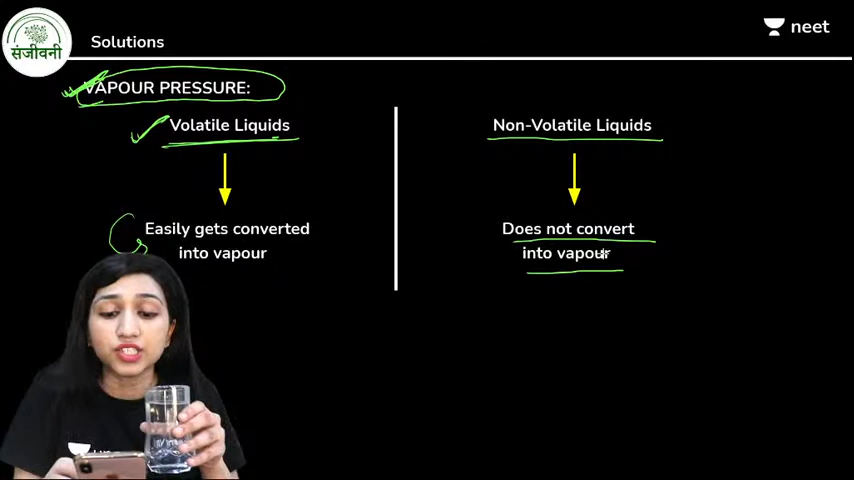 संजीवनी
Solutions
neet
VAPOUR PRESSURE:
Volatile Liquids
Easily gets converted
into vapour
Non-Volatile Liquids
Does not convert
into vapour